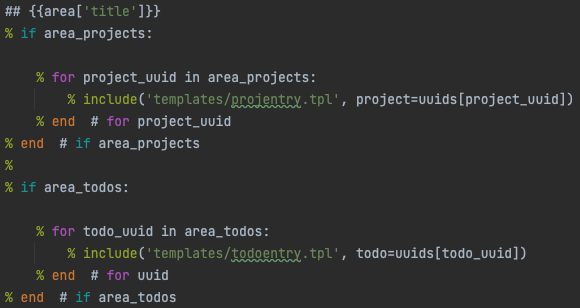 ## {{area['title']}}
% if area_projects:
% for project_uuid in area_projects:
% include('templates/projentry.tpl', project=uuids[project_uuid])
% end  # for project_uuid
% end  # if area_projects
%
% if area_todos:
% for todo_uuid in area_todos:
% include('templates/todoentry.tpl', todo=uuids[todo_uuid])
% end  # for uuid
% end  # if area_todos